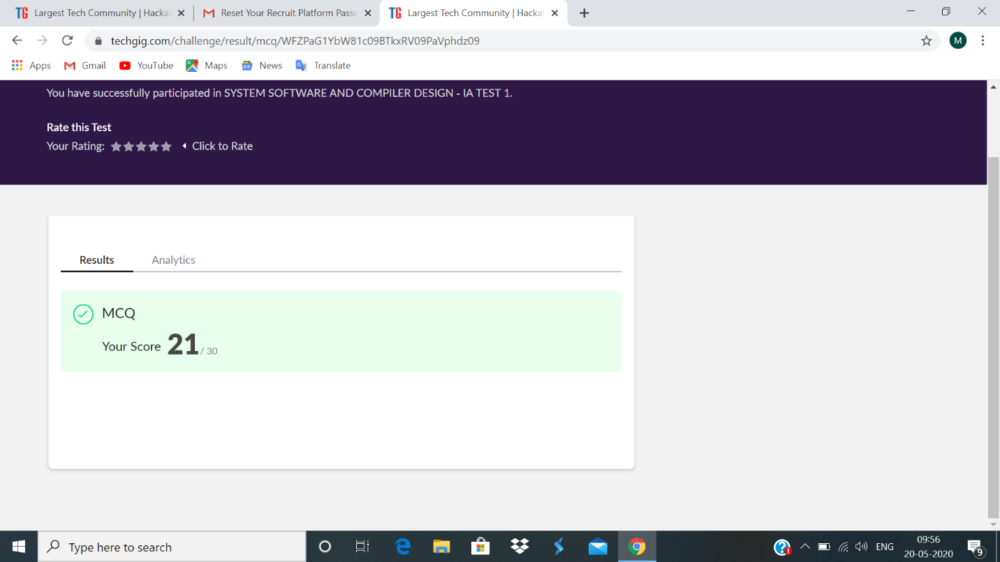 TG Largest Tech Community | Hacka
Reset Your Recruit Platform Passw
TG Largest Tech Community | Hacka
techgig.com/challenge/result/mcq/WFZPaG1YbW81c09BTkxRV09PaVphdz09
M
Apps
Gmail
YouTube
Maps
News
Translate
You have successfully participated in SYSTEM SOFTWARE AND COMPILER DESIGN - IA TEST 1.
Rate this Test
Your Rating:
Click to Rate
Results
Analytics
MCQ
Your Score 21 / 30
Type here to search
ENG
09:56
20-05-2020
9